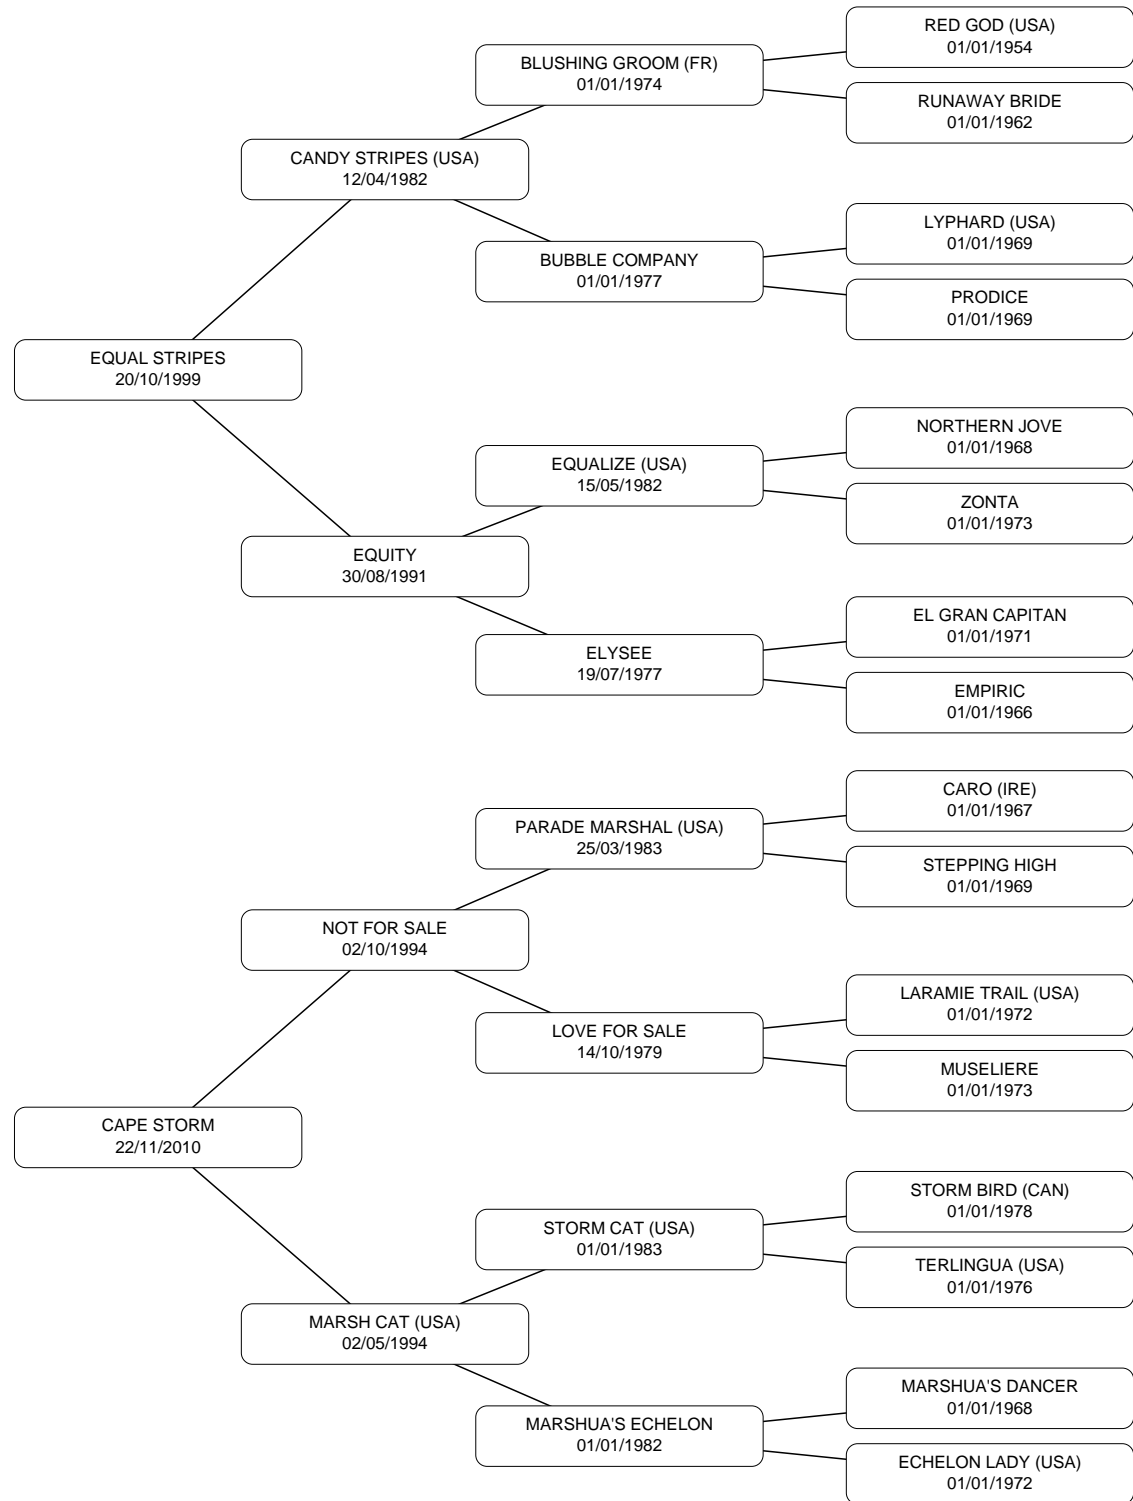 RED GOD (USA)
01/01/1954
BLUSHING GROOM (FR)
01/01/1974
RUNAWAY BRIDE
01/01/1962
CANDY STRIPES (USA)
12/04/1982
LYPHARD (USA)
01/01/1969
BUBBLE COMPANY
01/01/1977
PRODICE
01/01/1969
EQUAL STRIPES
20/10/1999
NORTHERN JOVE
01/01/1968
EQUALIZE (USA)
15/05/1982
ZONTA
01/01/1973
EQUITY
30/08/1991
EL GRAN CAPITAN
01/01/1971
ELYSEE
19/07/1977
EMPIRIC
01/01/1966
CARO (IRE)
01/01/1967
PARADE MARSHAL (USA)
25/03/1983
STEPPING HIGH
01/01/1969
NOT FOR SALE
02/10/1994
LARAMIE TRAIL (USA)
01/01/1972
LOVE FOR SALE
14/10/1979
MUSELIERE
01/01/1973
CAPE STORM
22/11/2010
STORM BIRD (CAN)
01/01/1978
STORM CAT (USA)
01/01/1983
TERLINGUA (USA)
01/01/1976
MARSH CAT (USA)
02/05/1994
MARSHUA'S DANCER
01/01/1968
MARSHUA'S ECHELON
01/01/1982
ECHELON LADY (USA)
01/01/1972